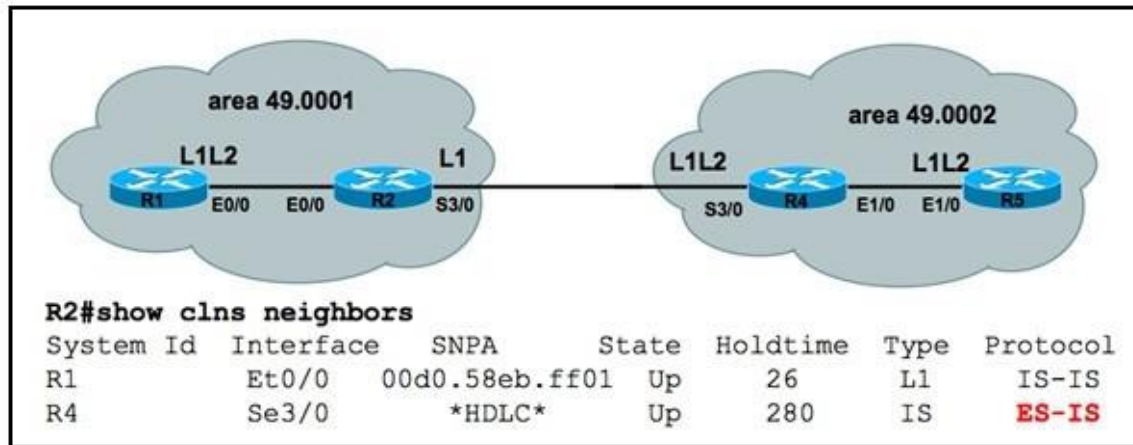 area 49.0001
area 49.0002
L1L2
L1
L1L2
L1L2
R1
E0/0
E0/0
R2
S3/0
S3/0
R4
E1/0
E1/0
R5
R2#show clns neighbors
System Id Interface SNPA State Holdtime Type Protocol
R1 Et0/0 00d0.58eb.ff01 Up 26 L1 IS-IS
R4 Se3/0 *HDLC* Up 280 IS ES-IS